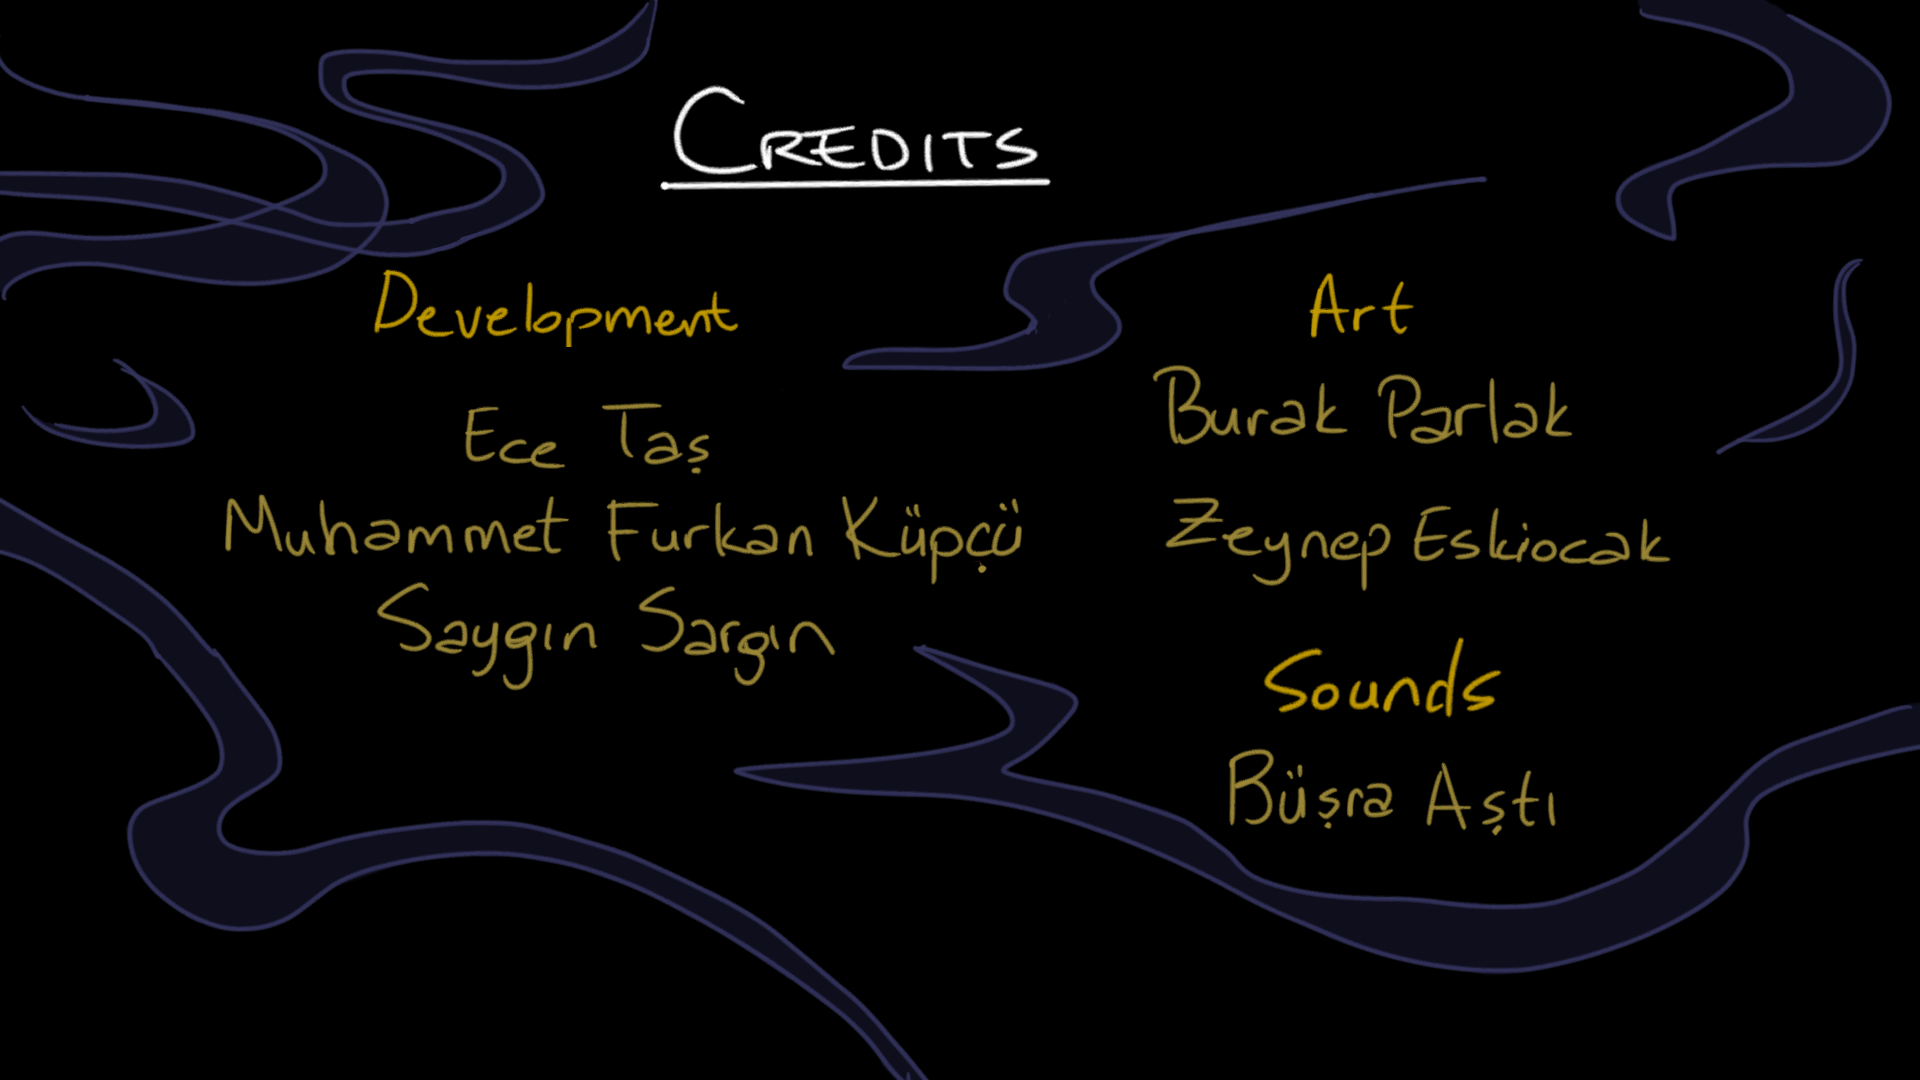 CREDITS
Development
Ece Taş
Muhammet Furkan Küpçü
Saygın Sargın
Art
Burak Parlak
Zeynep Eskiocak
Sounds
Büşra Aştı